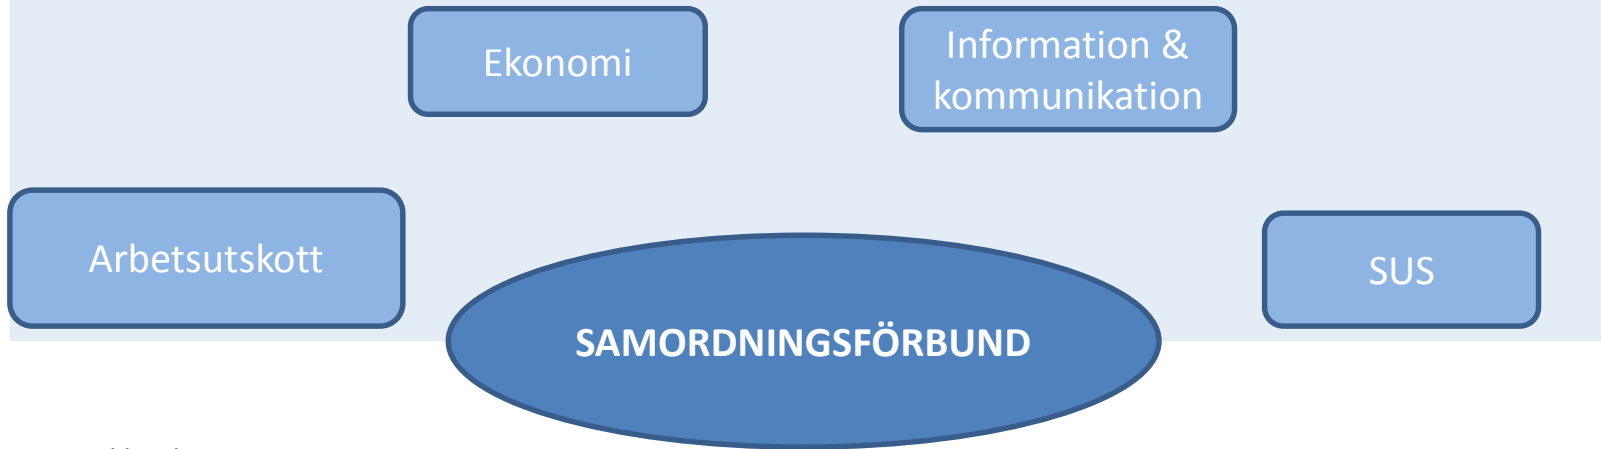 Ekonomi
Information &
kommunikation
Arbetsutskott
SUS
SAMORDNINGSFÖRBUND